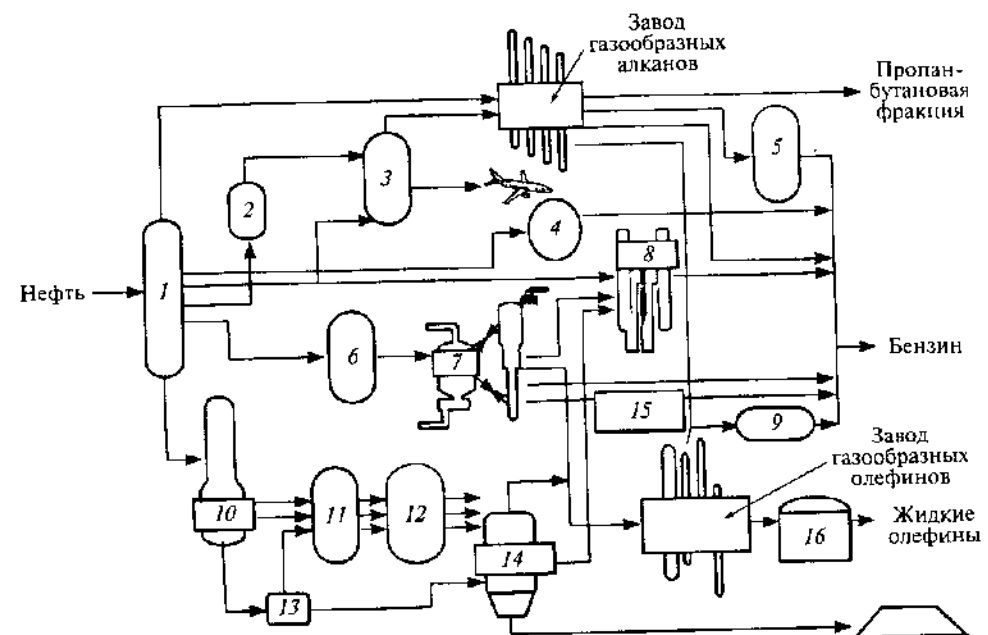 Завод
газообразных
алканов
Пропан-
бутановая
фракция
5
3
2
4
8
1
Нефть
6
7
Бензин
15
9
Завод
газообразных
олефинов
10
11
12
14
16
Жидкие
олефины
13